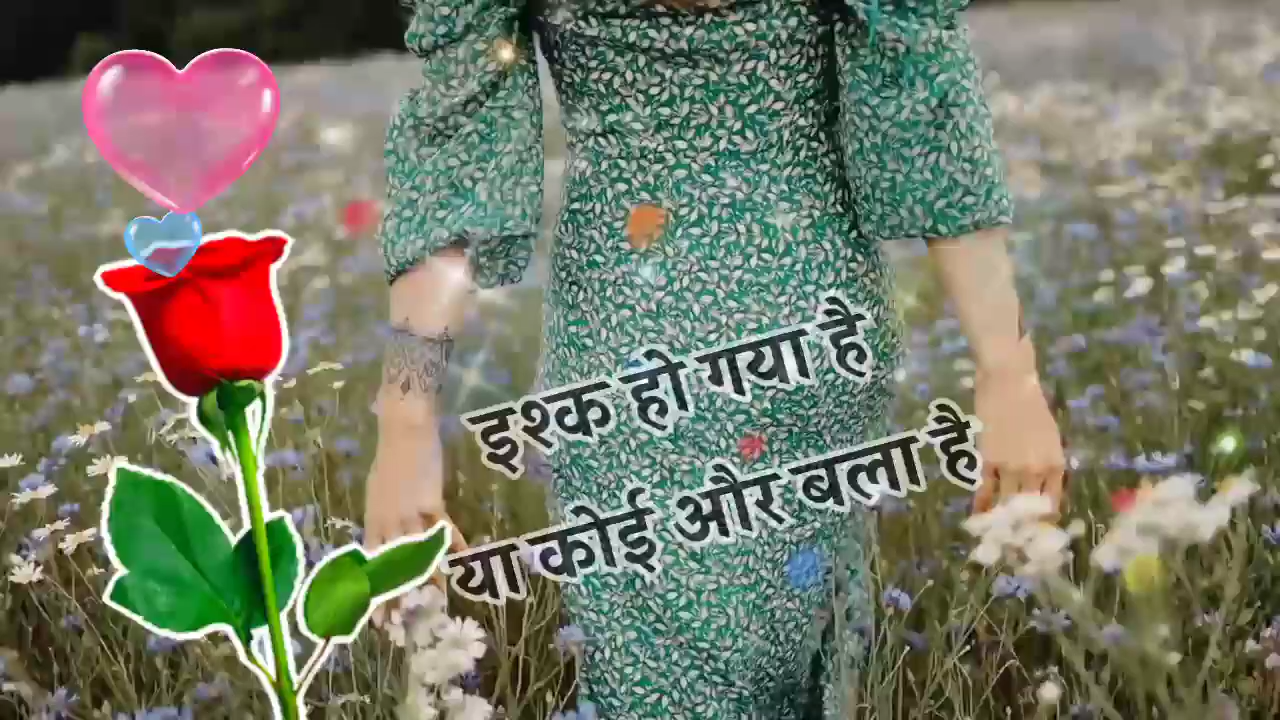 इश्क हो गया है
या कोई और बला है